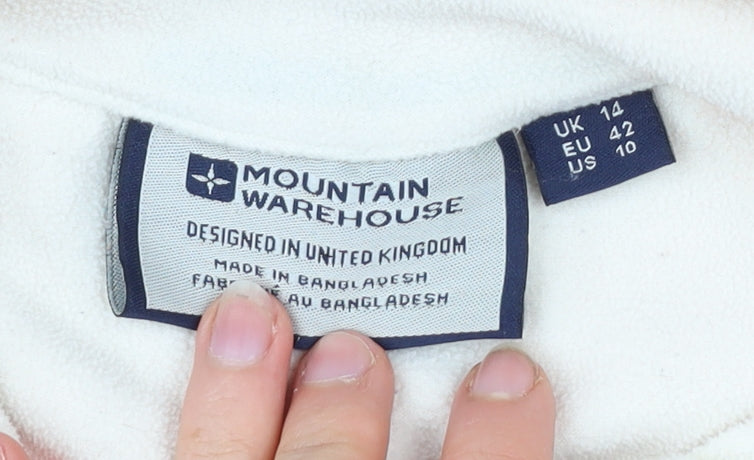 MOUNTAIN
WAREHOUSE
DESIGNED IN UNITED KINGDOM
MADE IN BANGLADESH
AU BANGLADESH
UK 14
EU 42
US 10